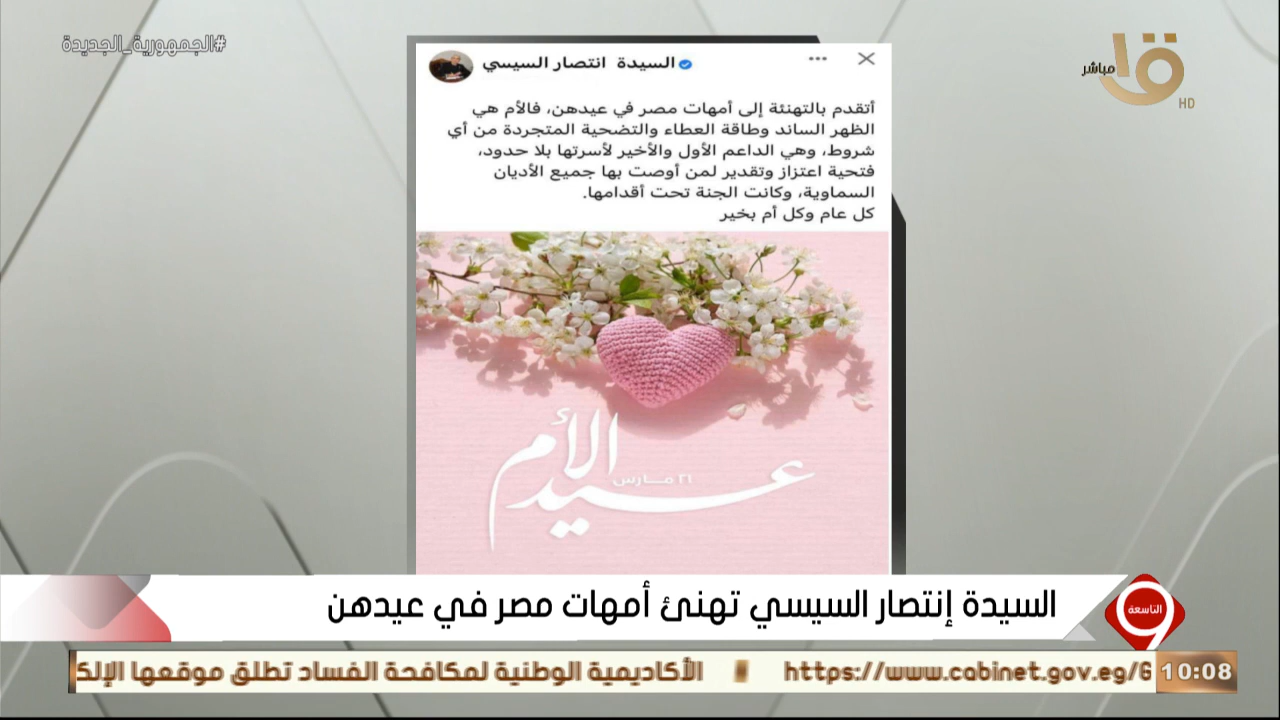 #الجمهورية_الجديدة
مباشر
HD
السيدة انتصار السيسي
أتقدم بالتهنئة إلى أمهات مصر في عيدهن، فالأم هي
الظهر الساند وطاقة العطاء والتضحية المتجردة من أي
شروط، وهي الداعم الأول والأخير لأسرتها بلا حدود،
فتحية اعتزاز وتقدير لمن أوصت بها جميع الأديان
السماوية، وكانت الجنة تحت أقدامها.
كل عام وكل أم بخير
عيد الأم
٢١ مارس
التاسعة
السيدة إنتصار السيسي تهنئ أمهات مصر في عيدهن
10:08
https://www.cabinet.gov.eg/G
الأكاديمية الوطنية لمكافحة الفساد تطلق موقعها الإلك